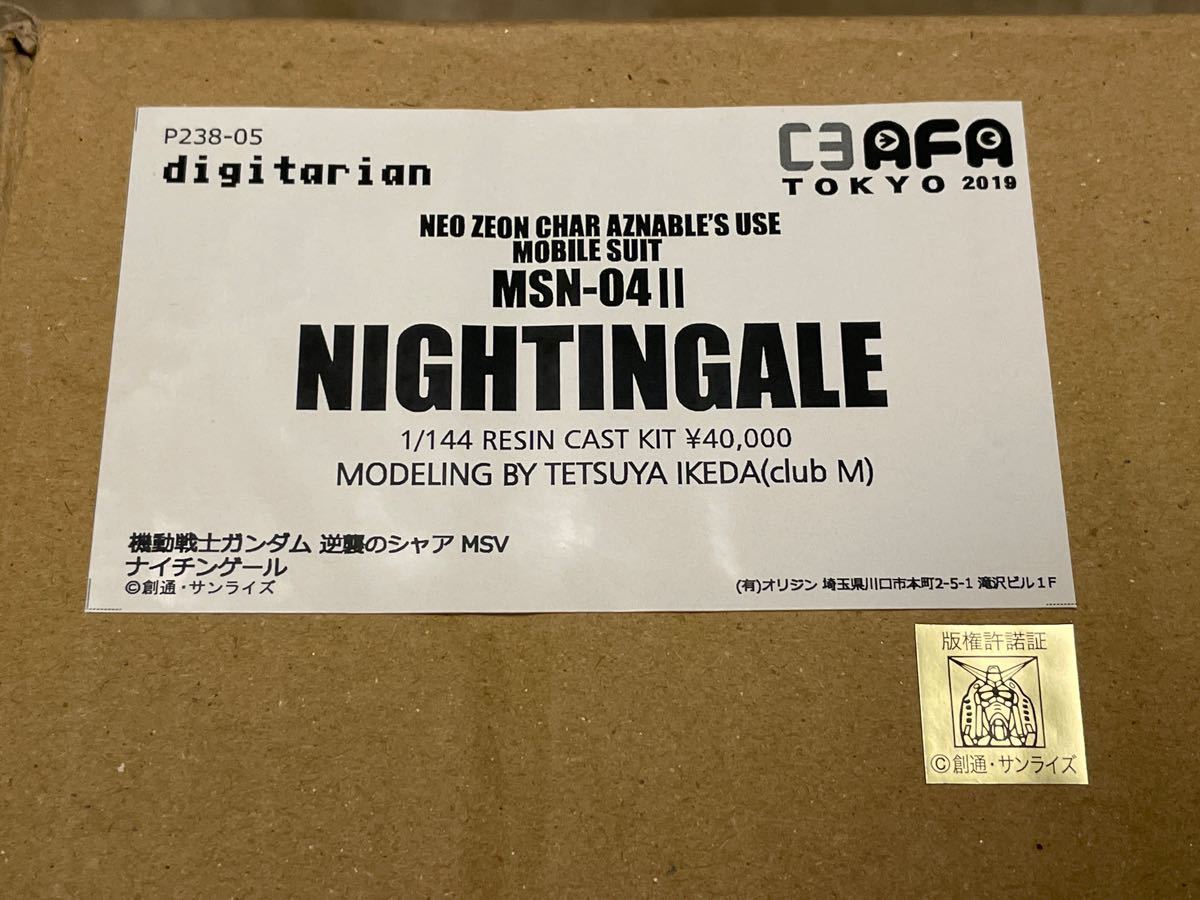 P238-05
digitarian
C3AFA
TOKYO 2019
NEO ZEON CHAR AZNABLE'S USE
MOBILE SUIT
MSN-04II
NIGHTINGALE
1/144 RESIN CAST KIT ¥40,000
MODELING BY TETSUYA IKEDA(club M)
機動戦士ガンダム 逆襲のシャア MSV
ナイチンゲール
©創通・サンライズ
(有)オリジン 埼玉県川口市本町2-5-1 滝沢ビル1F
版権許諾証
©創通・サンライズ